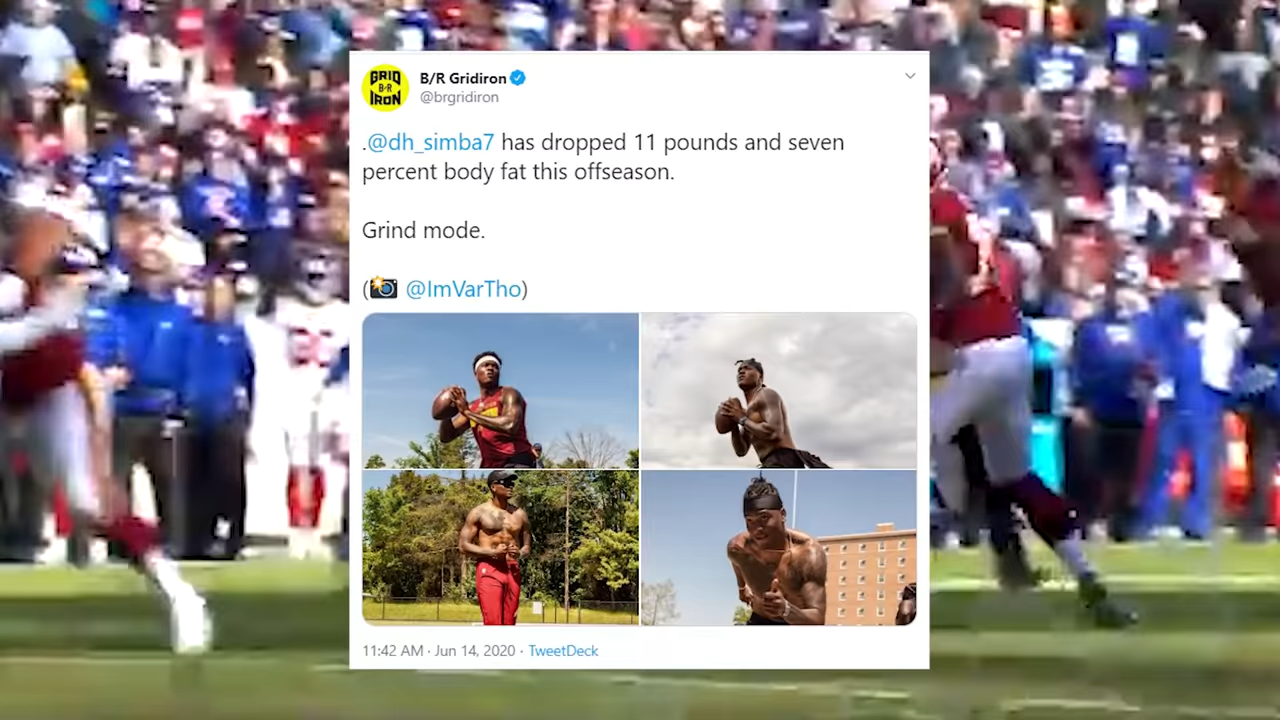 GRID
B/R
IRON
B/R Gridiron
@brgridiron
.@dh_simba7 has dropped 11 pounds and seven
percent body fat this offseason.
Grind mode.
(📸 @ImVarTho)
11:42 AM · Jun 14, 2020 · TweetDeck